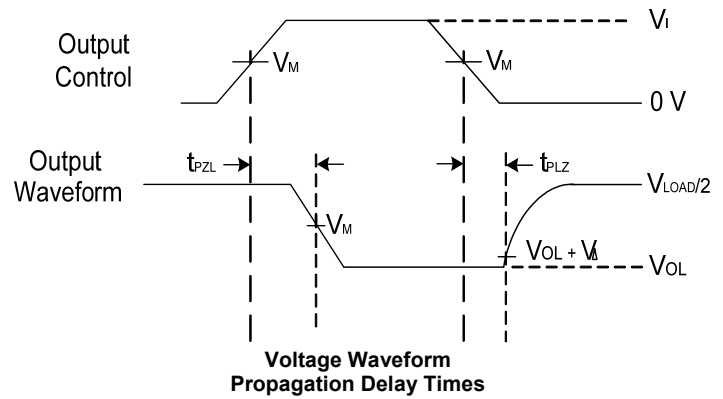 Output
Control
VM
VM
VI
0 V
Output
Waveform
tPZL
tPLZ
VM
VLOAD/2
VOL + VΔ
VOL
Voltage Waveform
Propagation Delay Times